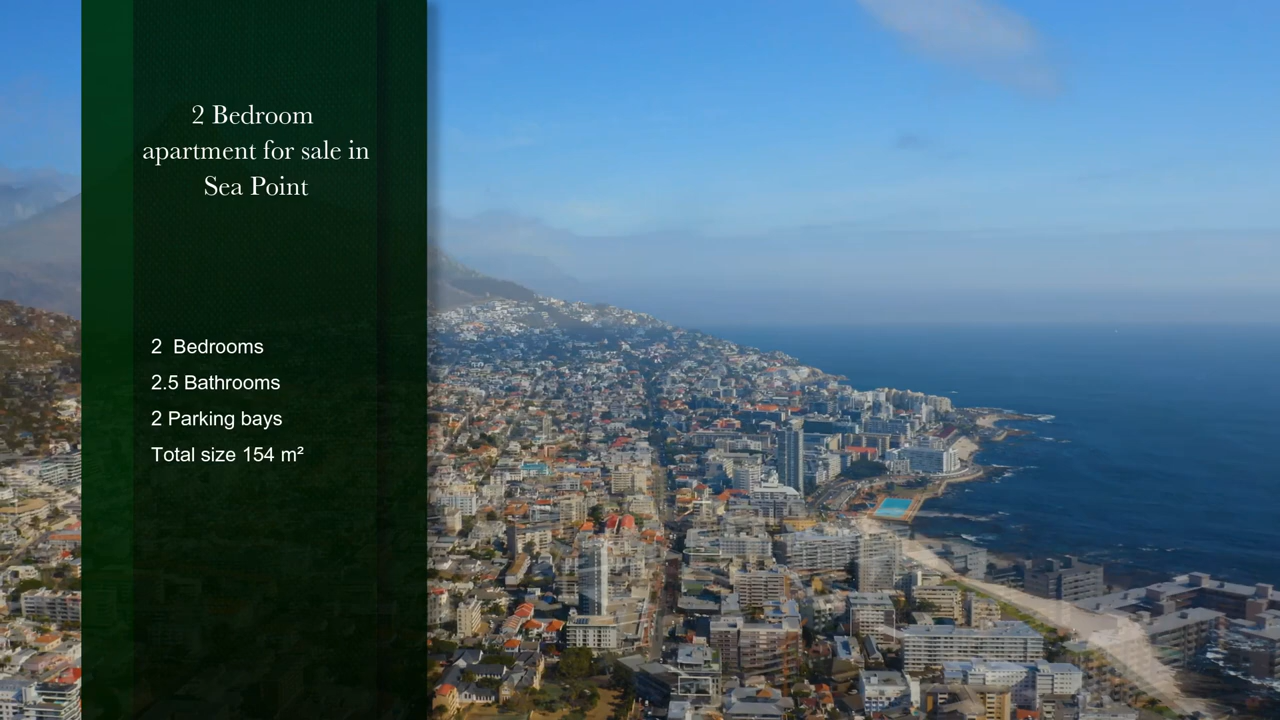 2 Bedroom
apartment for sale in
Sea Point
2  Bedrooms
2.5 Bathrooms
2 Parking bays
Total size 154 m²